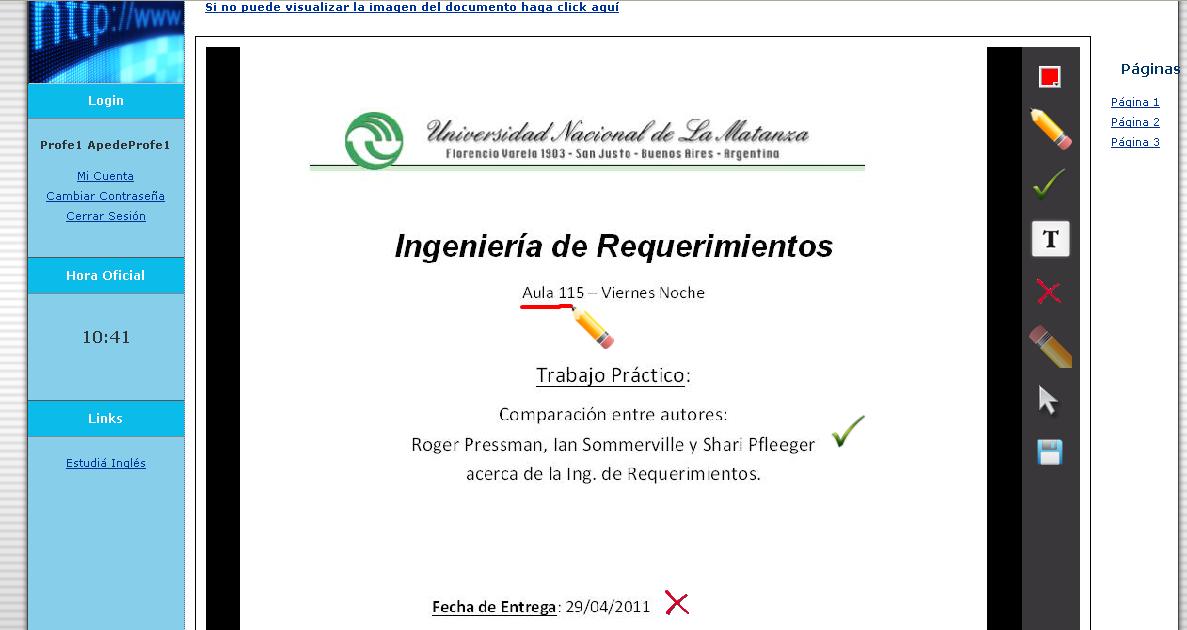 http://www
Si no puede visualizar la imagen del documento haga click aquí
Login
Profe1 ApedeProfe1
Mi Cuenta
Cambiar Contraseña
Cerrar Sesión
Hora Oficial
10:41
Links
Estudiá Inglés
Universidad Nacional de La Matanza
Florencio Varela 1903 - San Justo - Buenos Aires - Argentina
Ingeniería de Requerimientos
Aula 115 – Viernes Noche
Trabajo Práctico:
Comparación entre autores:
Roger Pressman, Ian Sommerville y Shari Pfleeger
acerca de la Ing. de Requerimientos.
Fecha de Entrega: 29/04/2011
T
Páginas
Página 1
Página 2
Página 3